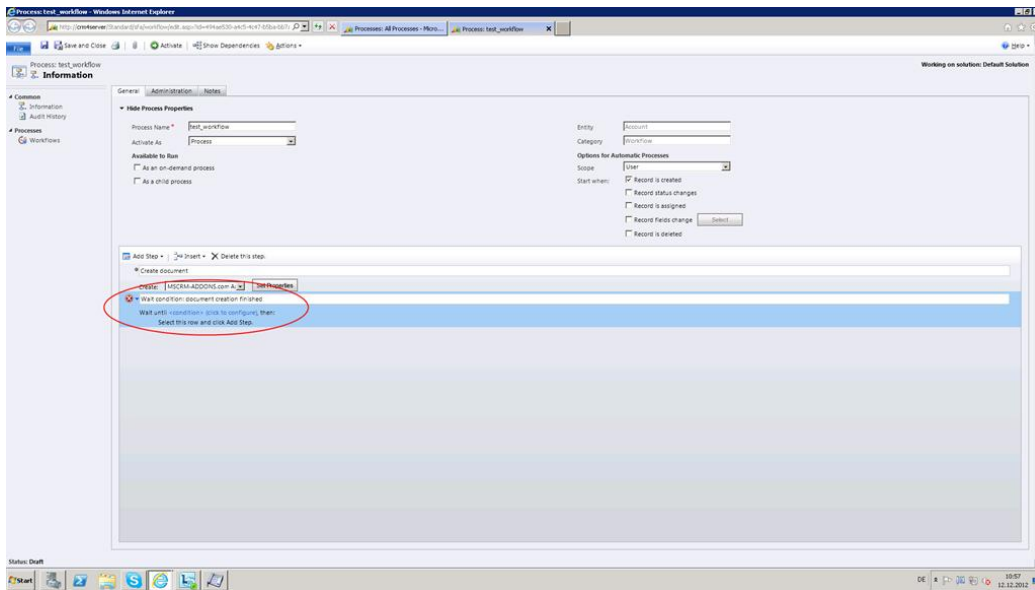 Process: test_workflow - Windows Internet Explorer
Processes: All Processes - Micro...
Process: test_workflow
File
Save and Close
Activate
Show Dependencies
Actions
Help
Process: test_workflow
Information
Working on solution: Default Solution
Common
Information
Audit History
Processes
Workflows
General
Administration
Notes
Hide Process Properties
Process Name *
test_workflow
Activate As
Process
Available to Run
As an on-demand process
As a child process
Entity
Account
Category
Workflow
Options for Automatic Processes
Scope
User
Start when:
Record is created
Record status changes
Record is assigned
Record fields change
Select
Record is deleted
Add Step
Insert
Delete this step.
Create document
Create:
MSCRM-ADDONS.com
Set Properties
Wait condition: document creation finished
Wait until <condition> (click to configure), then:
Select this row and click Add Step.
Status: Draft
Start
DE
10:57
12.12.2012